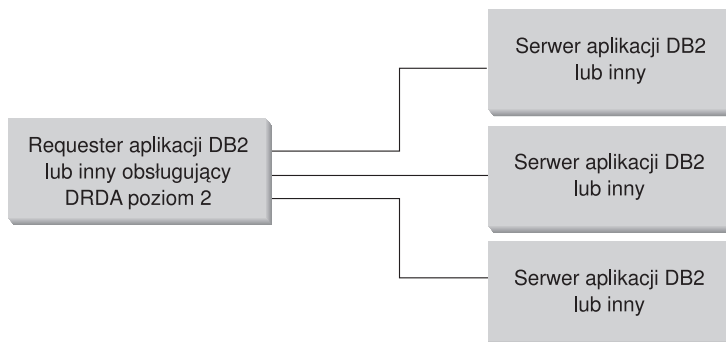 Requester aplikacji DB2
lub inny obsługujący
DRDA poziom 2
Serwer aplikacji DB2
lub inny
Serwer aplikacji DB2
lub inny
Serwer aplikacji DB2
lub inny